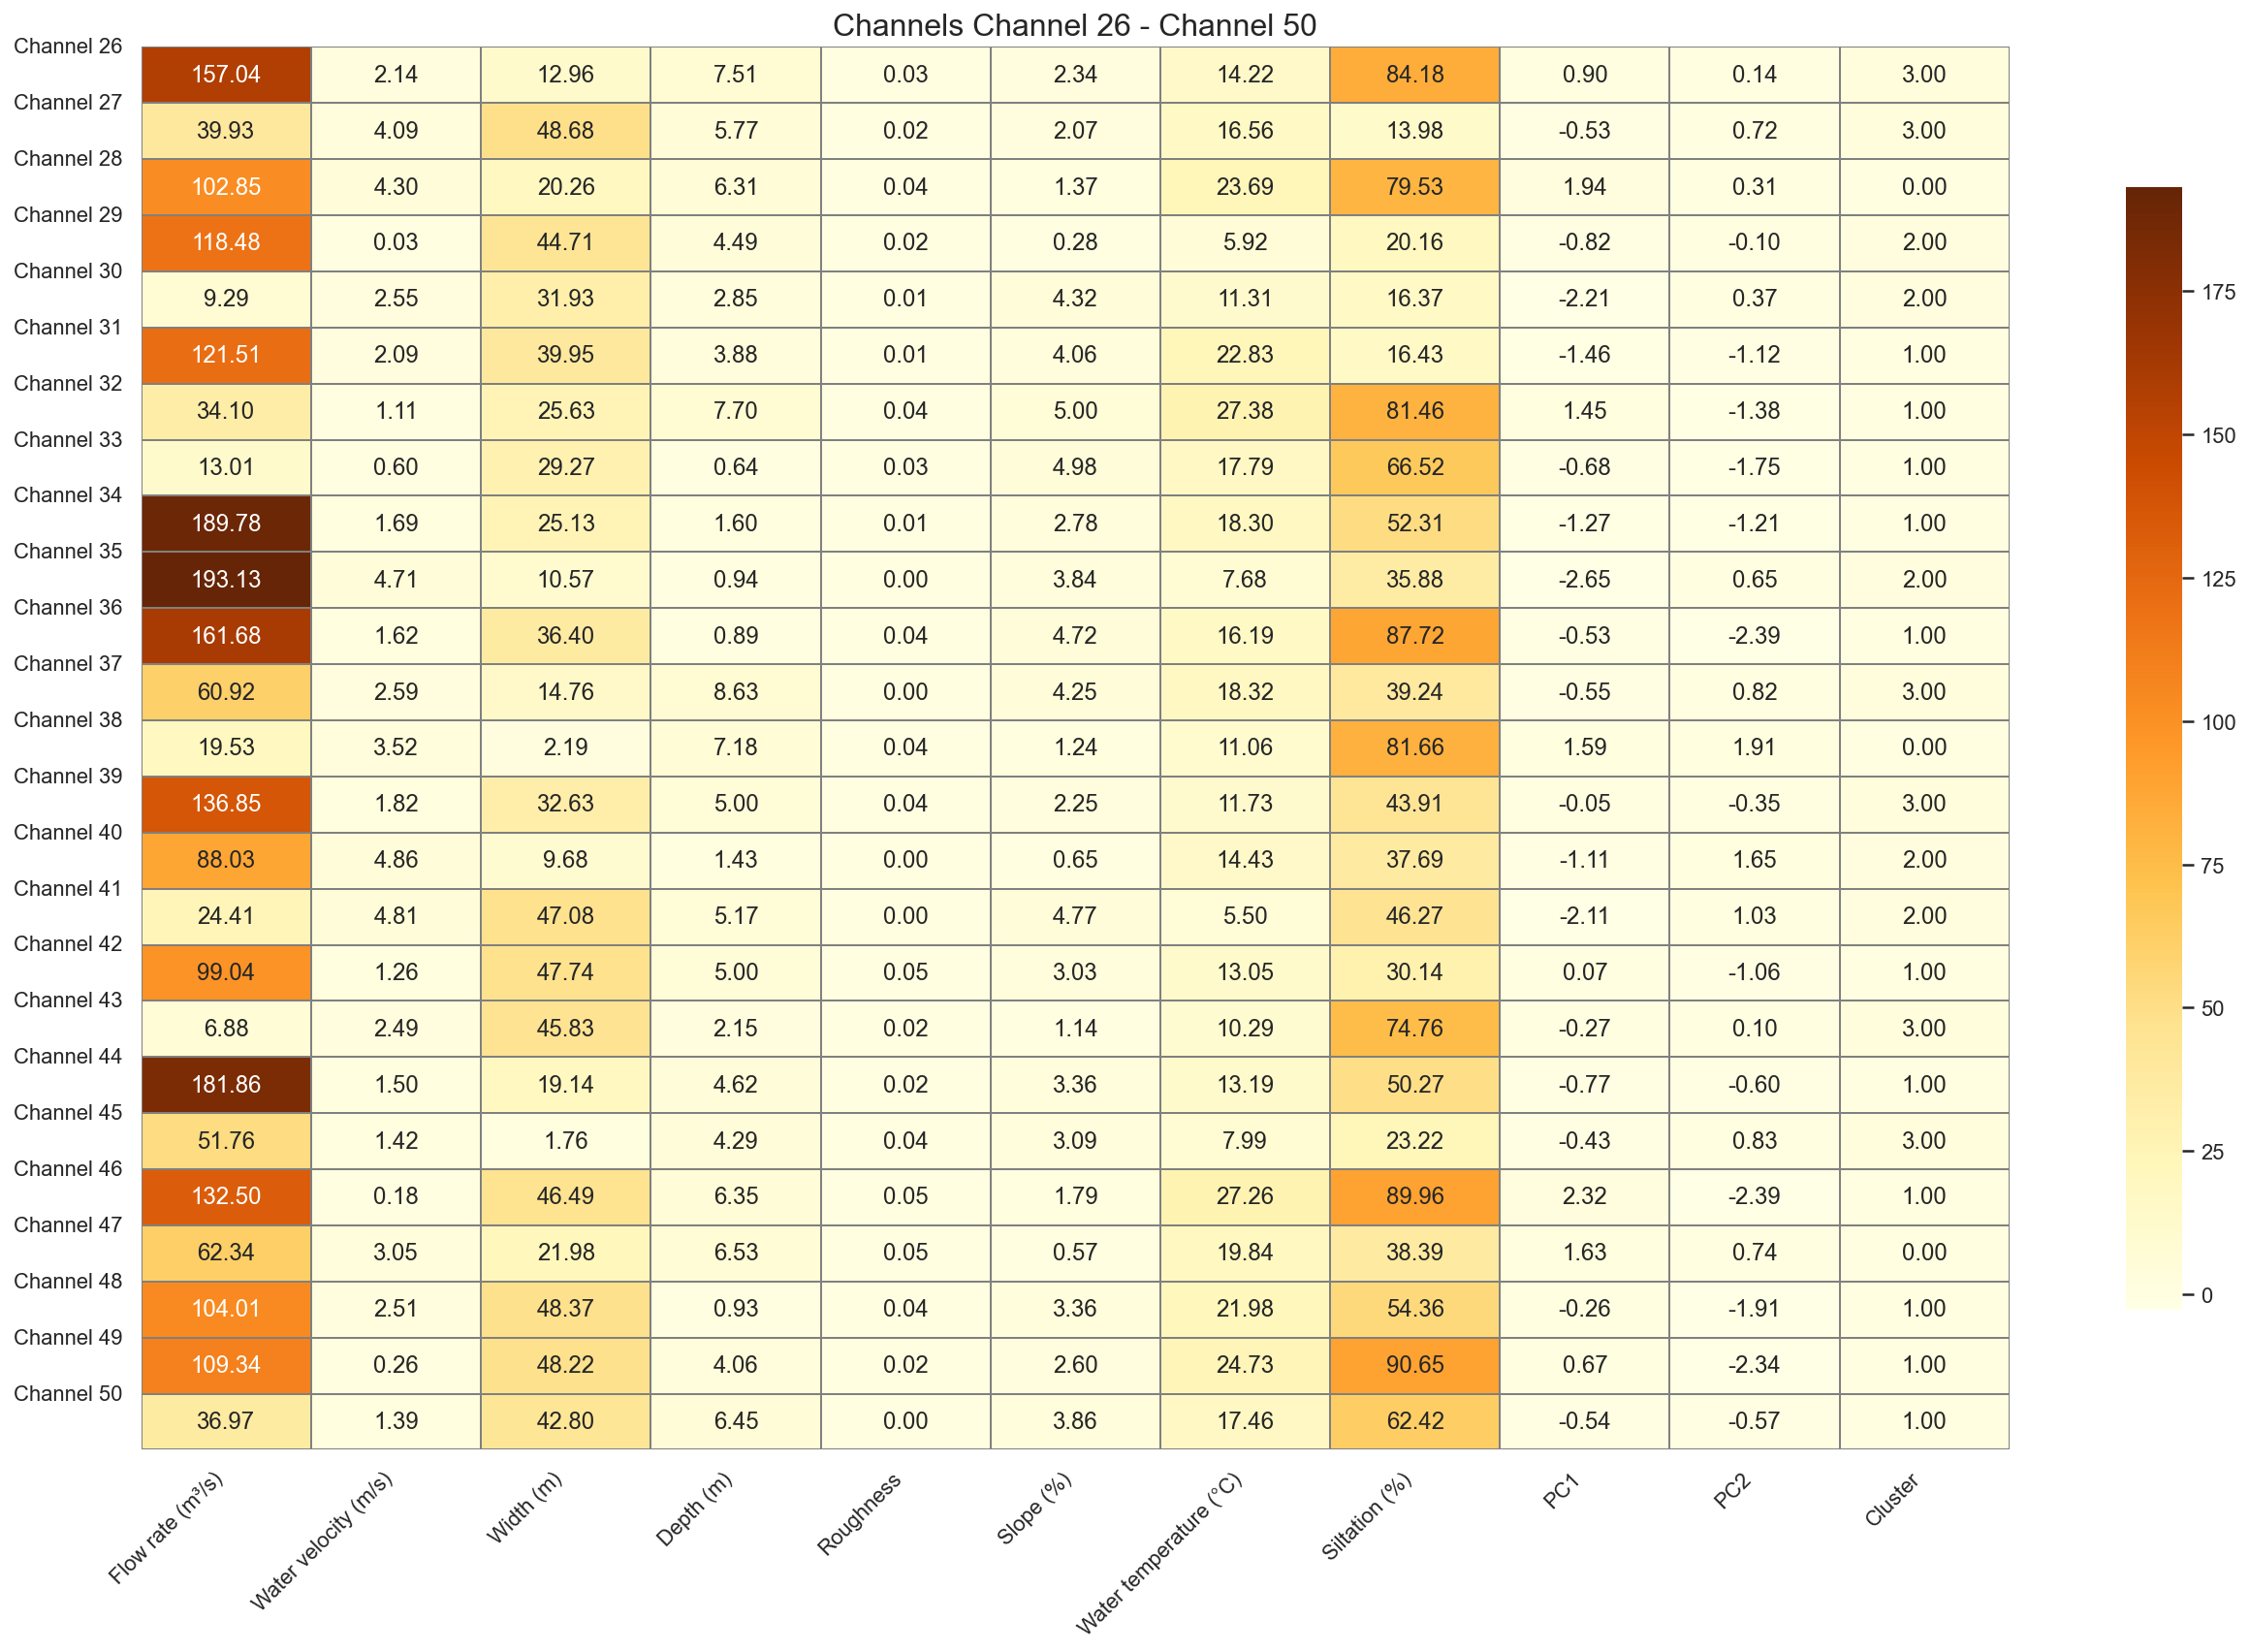 Channels Channel 26 - Channel 50
Channel 26
157.04 2.14 12.96 7.51 0.03 2.34 14.22 84.18 0.90 0.14 3.00
Channel 27
39.93 4.09 48.68 5.77 0.02 2.07 16.56 13.98 -0.53 0.72 3.00
Channel 28
102.85 4.30 20.26 6.31 0.04 1.37 23.69 79.53 1.94 0.31 0.00
Channel 29
118.48 0.03 44.71 4.49 0.02 0.28 5.92 20.16 -0.82 -0.10 2.00
Channel 30
9.29 2.55 31.93 2.85 0.01 4.32 11.31 16.37 -2.21 0.37 2.00
Channel 31
121.51 2.09 39.95 3.88 0.01 4.06 22.83 16.43 -1.46 -1.12 1.00
Channel 32
34.10 1.11 25.63 7.70 0.04 5.00 27.38 81.46 1.45 -1.38 1.00
Channel 33
13.01 0.60 29.27 0.64 0.03 4.98 17.79 66.52 -0.68 -1.75 1.00
Channel 34
189.78 1.69 25.13 1.60 0.01 2.78 18.30 52.31 -1.27 -1.21 1.00
Channel 35
193.13 4.71 10.57 0.94 0.00 3.84 7.68 35.88 -2.65 0.65 2.00
Channel 36
161.68 1.62 36.40 0.89 0.04 4.72 16.19 87.72 -0.53 -2.39 1.00
Channel 37
60.92 2.59 14.76 8.63 0.00 4.25 18.32 39.24 -0.55 0.82 3.00
Channel 38
19.53 3.52 2.19 7.18 0.04 1.24 11.06 81.66 1.59 1.91 0.00
Channel 39
136.85 1.82 32.63 5.00 0.04 2.25 11.73 43.91 -0.05 -0.35 3.00
Channel 40
88.03 4.86 9.68 1.43 0.00 0.65 14.43 37.69 -1.11 1.65 2.00
Channel 41
24.41 4.81 47.08 5.17 0.00 4.77 5.50 46.27 -2.11 1.03 2.00
Channel 42
99.04 1.26 47.74 5.00 0.05 3.03 13.05 30.14 0.07 -1.06 1.00
Channel 43
6.88 2.49 45.83 2.15 0.02 1.14 10.29 74.76 -0.27 0.10 3.00
Channel 44
181.86 1.50 19.14 4.62 0.02 3.36 13.19 50.27 -0.77 -0.60 1.00
Channel 45
51.76 1.42 1.76 4.29 0.04 3.09 7.99 23.22 -0.43 0.83 3.00
Channel 46
132.50 0.18 46.49 6.35 0.05 1.79 27.26 89.96 2.32 -2.39 1.00
Channel 47
62.34 3.05 21.98 6.53 0.05 0.57 19.84 38.39 1.63 0.74 0.00
Channel 48
104.01 2.51 48.37 0.93 0.04 3.36 21.98 54.36 -0.26 -1.91 1.00
Channel 49
109.34 0.26 48.22 4.06 0.02 2.60 24.73 90.65 0.67 -2.34 1.00
Channel 50
36.97 1.39 42.80 6.45 0.00 3.86 17.46 62.42 -0.54 -0.57 1.00
Flow rate (m³/s)
Water velocity (m/s)
Width (m)
Depth (m)
Roughness
Slope (%)
Water temperature (°C)
Siltation (%)
PC1
PC2
Cluster
175
150
125
100
75
50
25
0